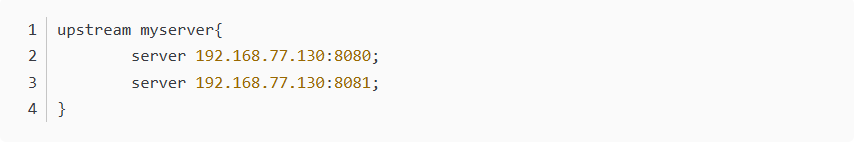 1 upstream myserver{
2 server 192.168.77.130:8080;
3 server 192.168.77.130:8081;
4 }